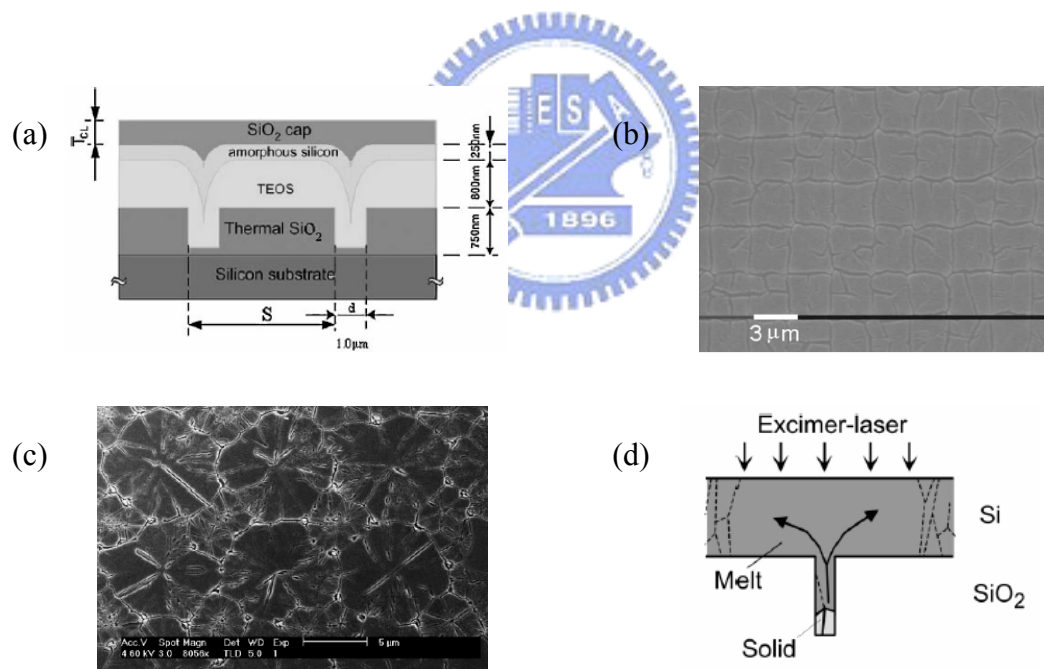 (a)
T_CL
SiO₂ cap
amorphous silicon
TEOS
Thermal SiO₂
Silicon substrate
250nm
800nm
750nm
S
d
1.0μm
E S A
1896
(b)
3 μm
(c)
Acc.V Spot Magn Det WD Exp
4.60 kV 3.0 8056x TLD 5.0 1
5 μm
(d)
Excimer-laser
Si
Melt
SiO₂
Solid